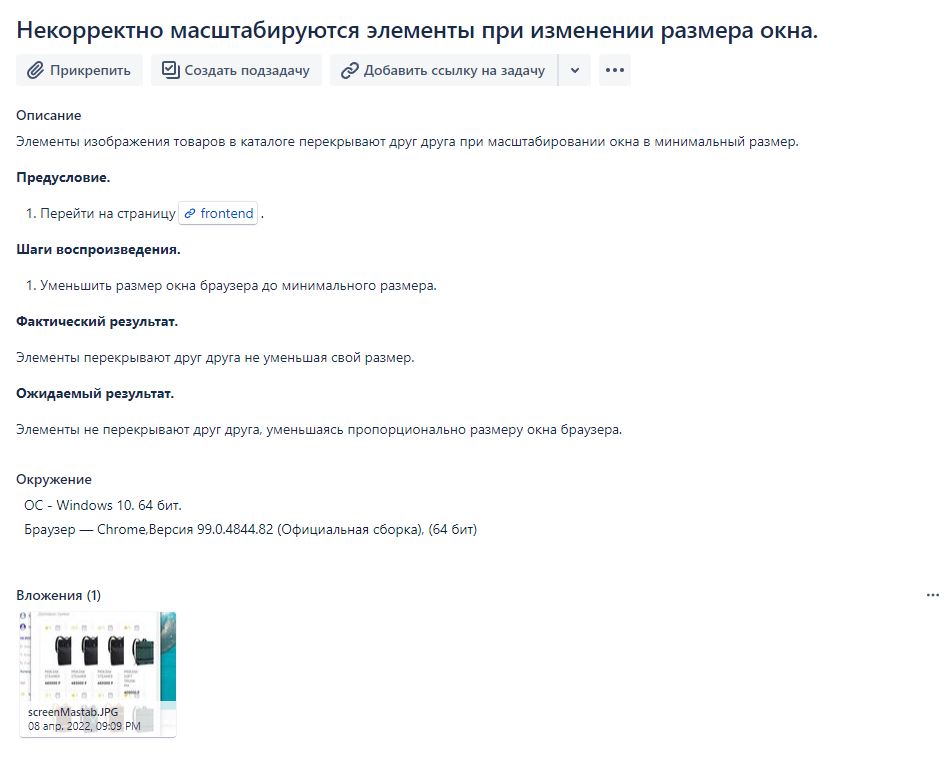 Некорректно масштабируются элементы при изменении размера окна.
Прикрепить Создать подзадачу Добавить ссылку на задачу
Описание
Элементы изображения товаров в каталоге перекрывают друг друга при масштабировании окна в минимальный размер.
Предусловие.
1. Перейти на страницу frontend .
Шаги воспроизведения.
1. Уменьшить размер окна браузера до минимального размера.
Фактический результат.
Элементы перекрывают друг друга не уменьшая свой размер.
Ожидаемый результат.
Элементы не перекрывают друг друга, уменьшаясь пропорционально размеру окна браузера.
Окружение
ОС - Windows 10. 64 бит.
Браузер — Chrome,Версия 99.0.4844.82 (Официальная сборка), (64 бит)
Вложения (1)
screenMastab.JPG
08 апр. 2022, 09:09 PM